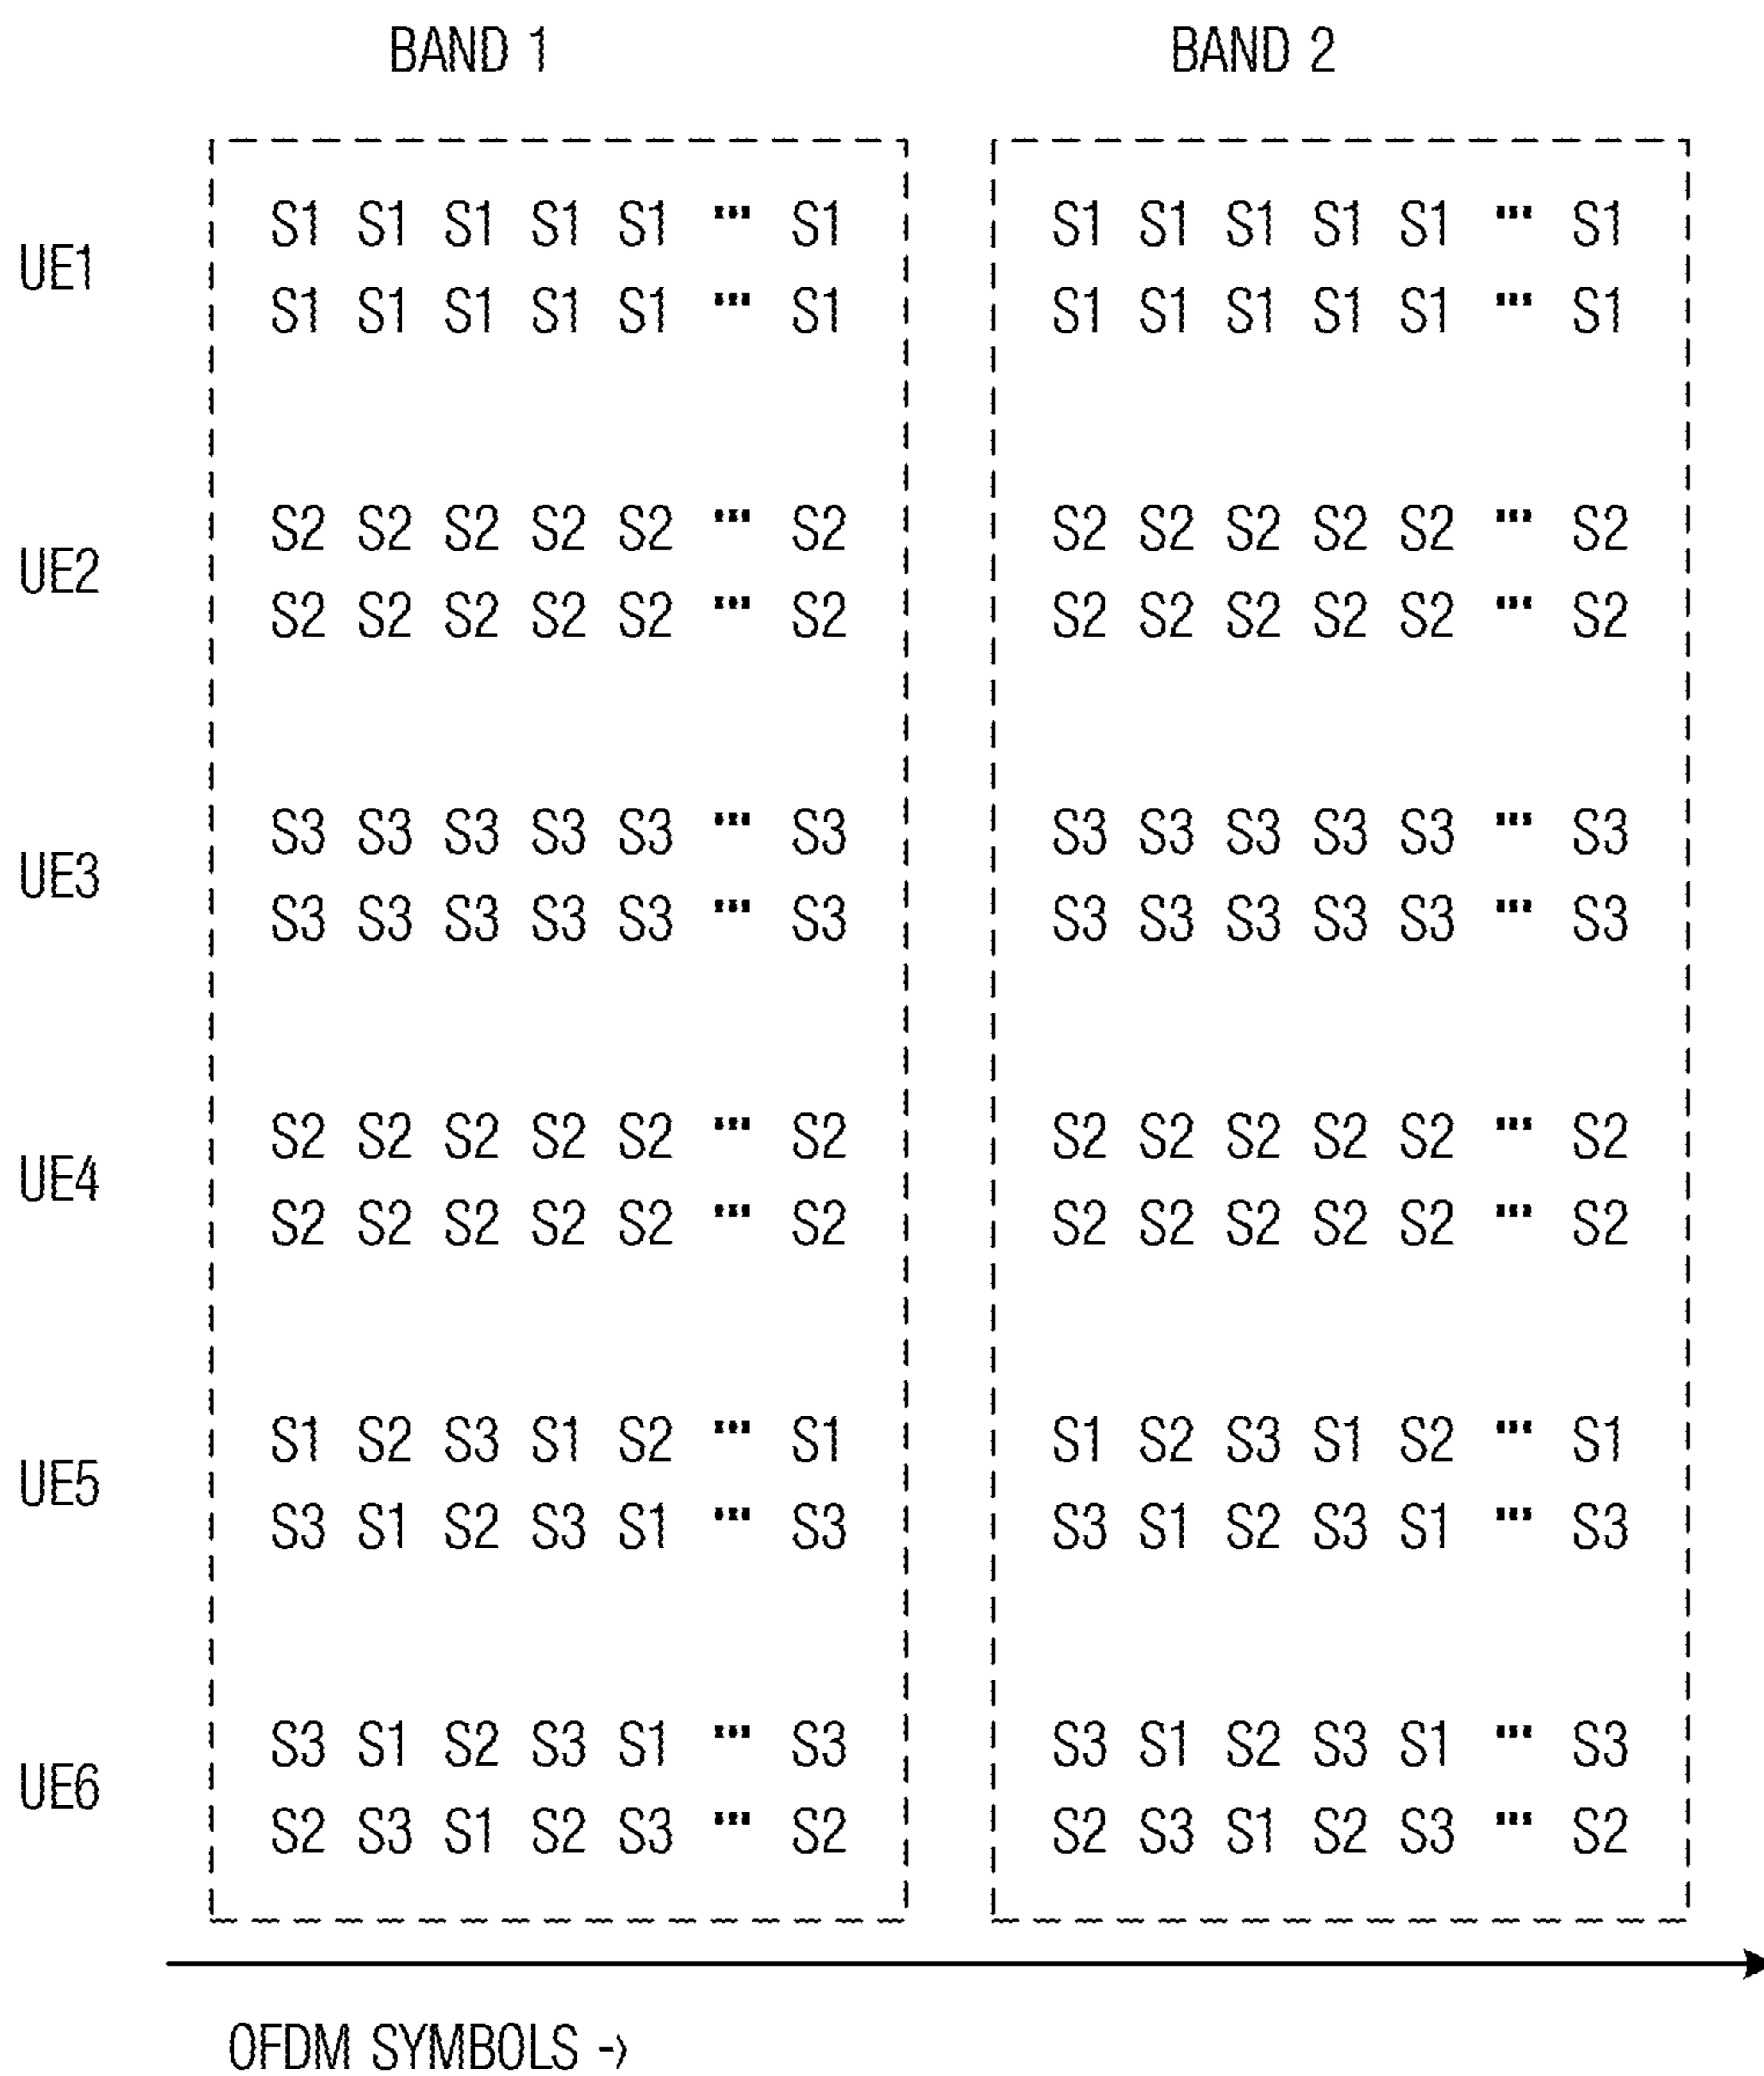 BAND 1 BAND 2
S1 S1 S1 S1 S1 ... S1 S1 S1 S1 S1 S1 ... S1
UE1
S1 S1 S1 S1 S1 ... S1 S1 S1 S1 S1 S1 ... S1
S2 S2 S2 S2 S2 ... S2 S2 S2 S2 S2 S2 ... S2
UE2
S2 S2 S2 S2 S2 ... S2 S2 S2 S2 S2 S2 ... S2
S3 S3 S3 S3 S3 ... S3 S3 S3 S3 S3 S3 ... S3
UE3
S3 S3 S3 S3 S3 ... S3 S3 S3 S3 S3 S3 ... S3
S2 S2 S2 S2 S2 ... S2 S2 S2 S2 S2 S2 ... S2
UE4
S2 S2 S2 S2 S2 ... S2 S2 S2 S2 S2 S2 ... S2
S1 S2 S3 S1 S2 ... S1 S1 S2 S3 S1 S2 ... S1
UE5
S3 S1 S2 S3 S1 ... S3 S3 S1 S2 S3 S1 ... S3
S3 S1 S2 S3 S1 ... S3 S3 S1 S2 S3 S1 ... S3
UE6
S2 S3 S1 S2 S3 ... S2 S2 S3 S1 S2 S3 ... S2
OFDM SYMBOLS ->